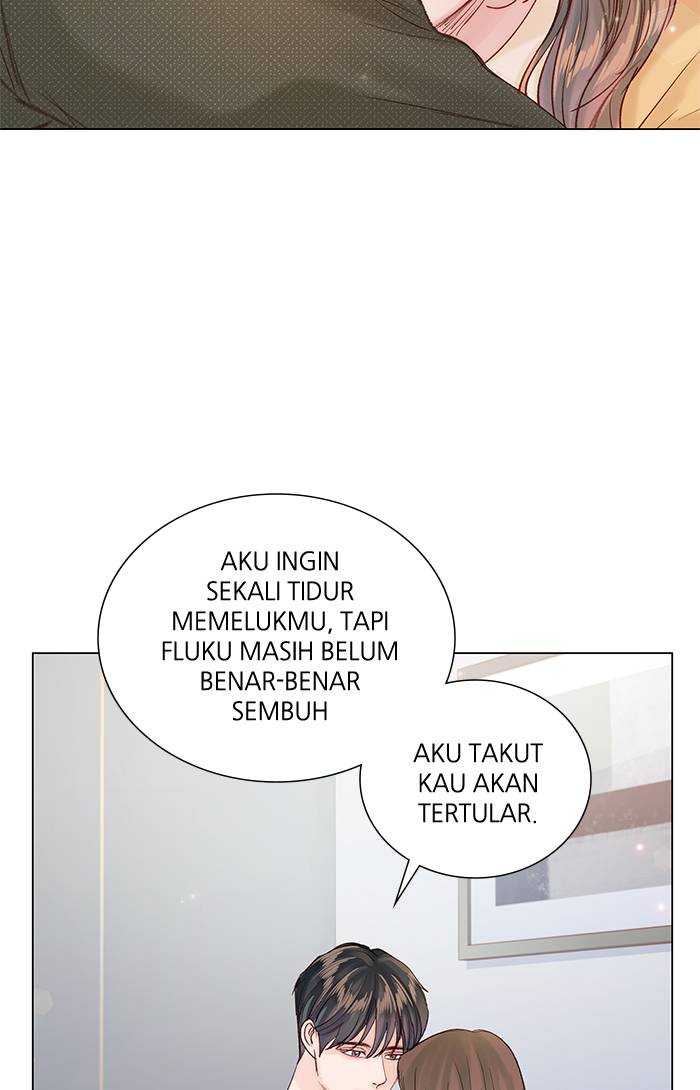 AKU INGIN
SEKALI TIDUR
MEMELUKMU, TAPI
FLUKU MASIH BELUM
BENAR-BENAR
SEMBUH
AKU TAKUT
KAU AKAN
TERTULAR.